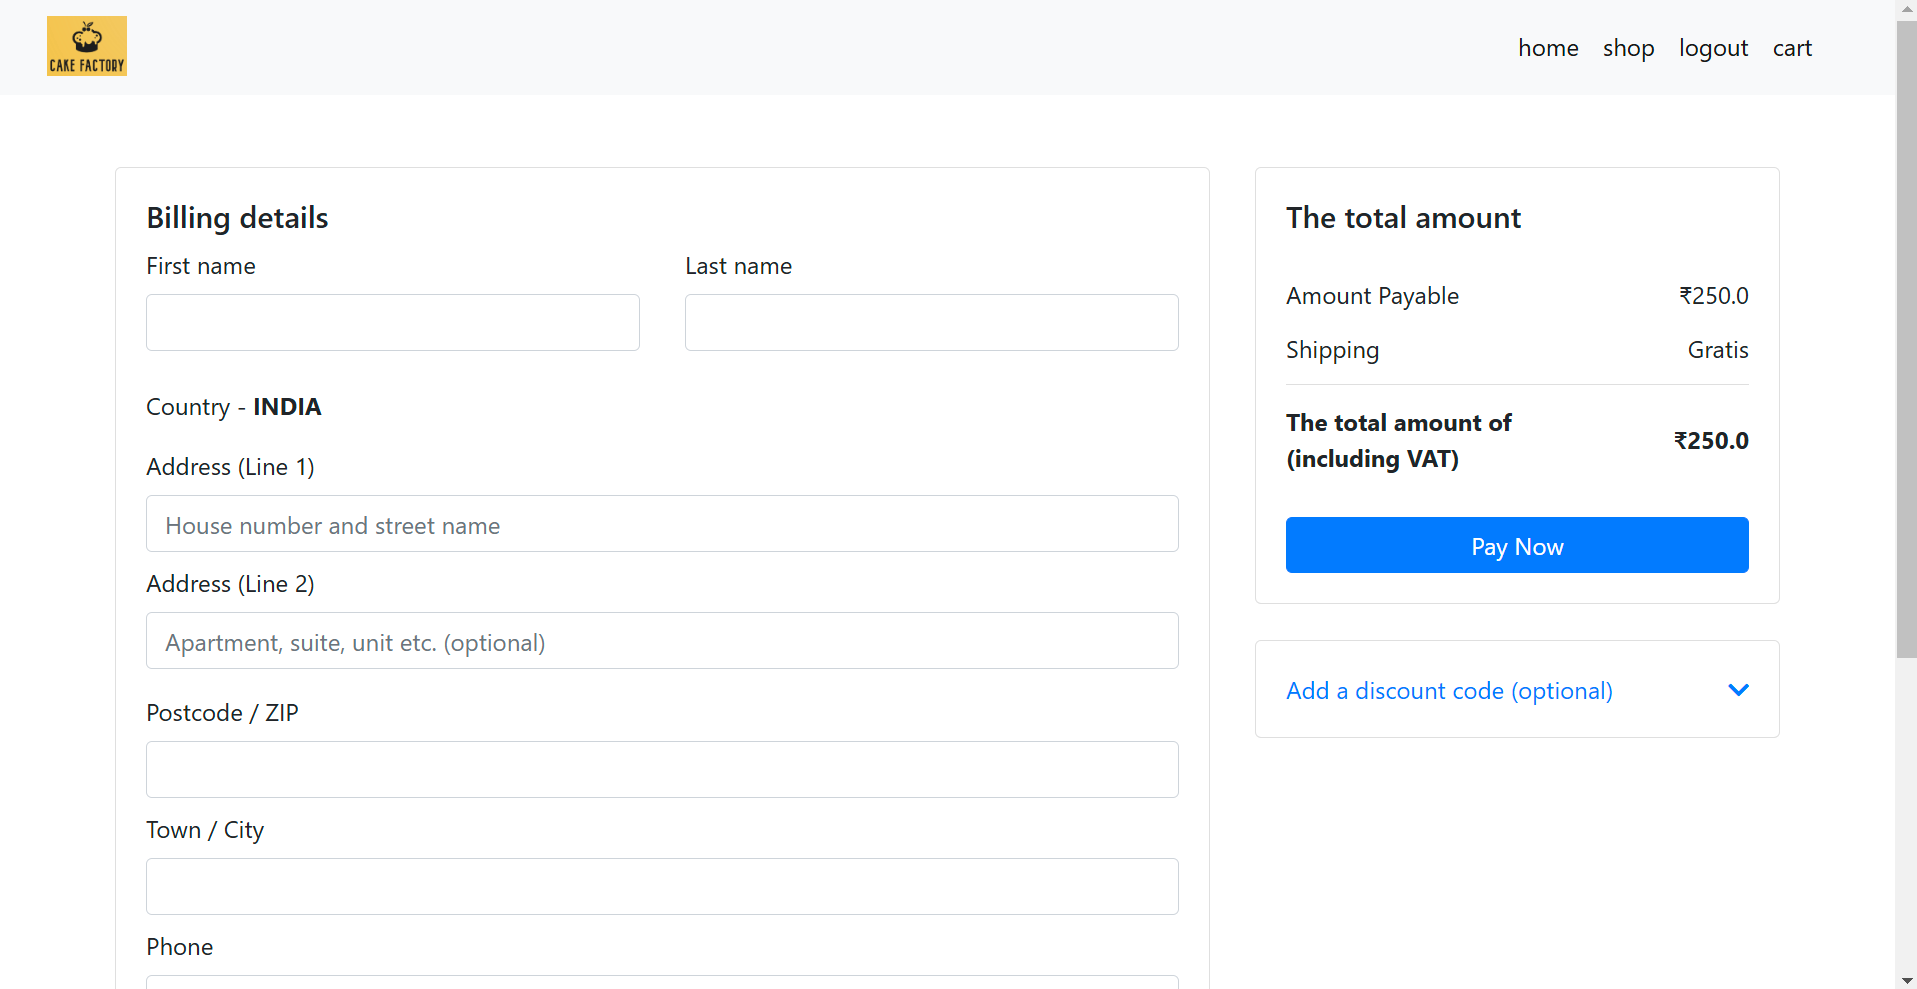 CAKE FACTORY
home shop logout cart
Billing details
First name Last name
Country - INDIA
Address (Line 1)
House number and street name
Address (Line 2)
Apartment, suite, unit etc. (optional)
Postcode / ZIP
Town / City
Phone
The total amount
Amount Payable ₹250.0
Shipping Gratis
The total amount of
(including VAT) ₹250.0
Pay Now
Add a discount code (optional)